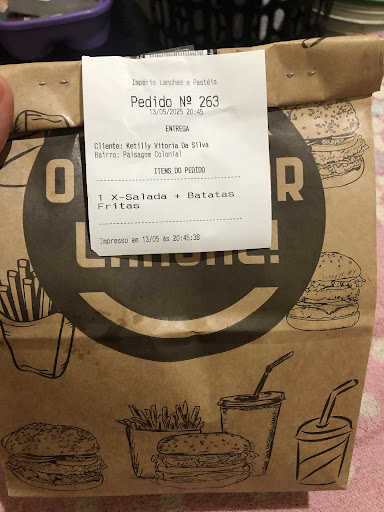 Império Lanches e Pastéis
Pedido Nº 263
13/05/2025 20:45
ENTREGA
Cliente: Ketilly Vitoria Da Silva
Bairro: Paisagem Colonial
ITENS DO PEDIDO
1 X-Salada + Batatas
Fritas
Impresso em 13/05 às 20:45:38